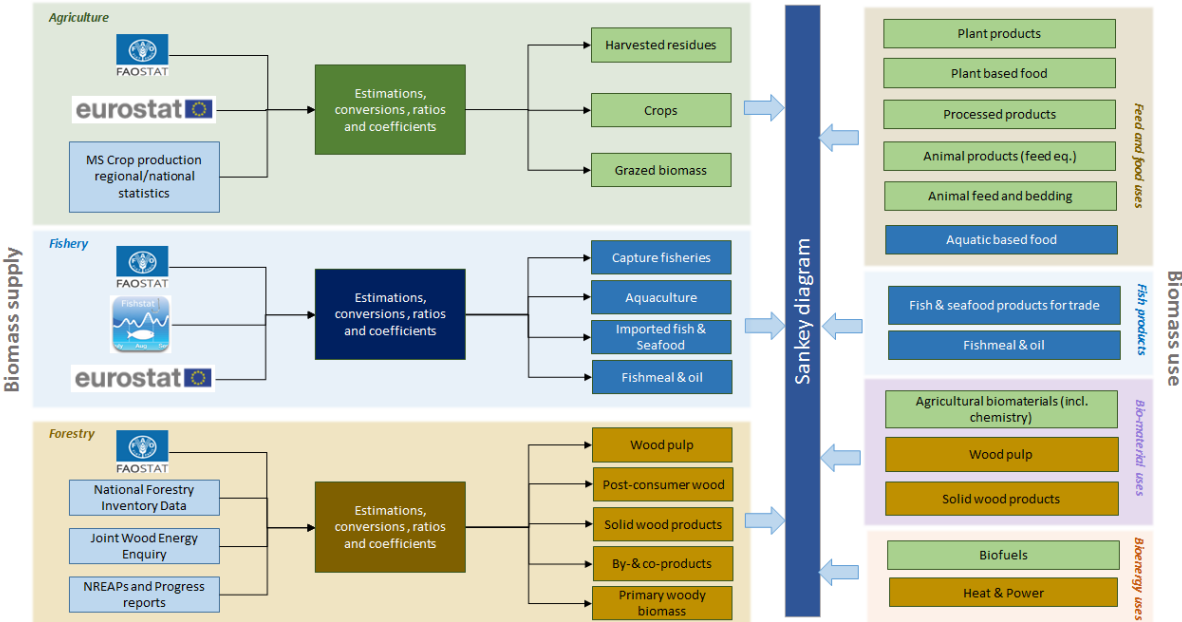 Biomass supply
Agriculture
FAOSTAT
eurostat
MS Crop production
regional/national
statistics
Estimations,
conversions, ratios
and coefficients
Harvested residues
Crops
Grazed biomass
Fishery
FAOSTAT
Fishstat
eurostat
Estimations,
conversions, ratios
and coefficients
Capture fisheries
Aquaculture
Imported fish &
Seafood
Fishmeal & oil
Forestry
FAOSTAT
National Forestry
Inventory Data
Joint Wood Energy
Enquiry
NREAPs and Progress
reports
Estimations,
conversions, ratios
and coefficients
Wood pulp
Post-consumer wood
Solid wood products
By-& co-products
Primary woody
biomass
Sankey diagram
Plant products
Plant based food
Processed products
Animal products (feed eq.)
Animal feed and bedding
Aquatic based food
Feed and food uses
Fish & seafood products for trade
Fishmeal & oil
Fish products
Agricultural biomaterials (incl.
chemistry)
Wood pulp
Solid wood products
Bio-material uses
Biofuels
Heat & Power
Bioenergy uses
Biomass use